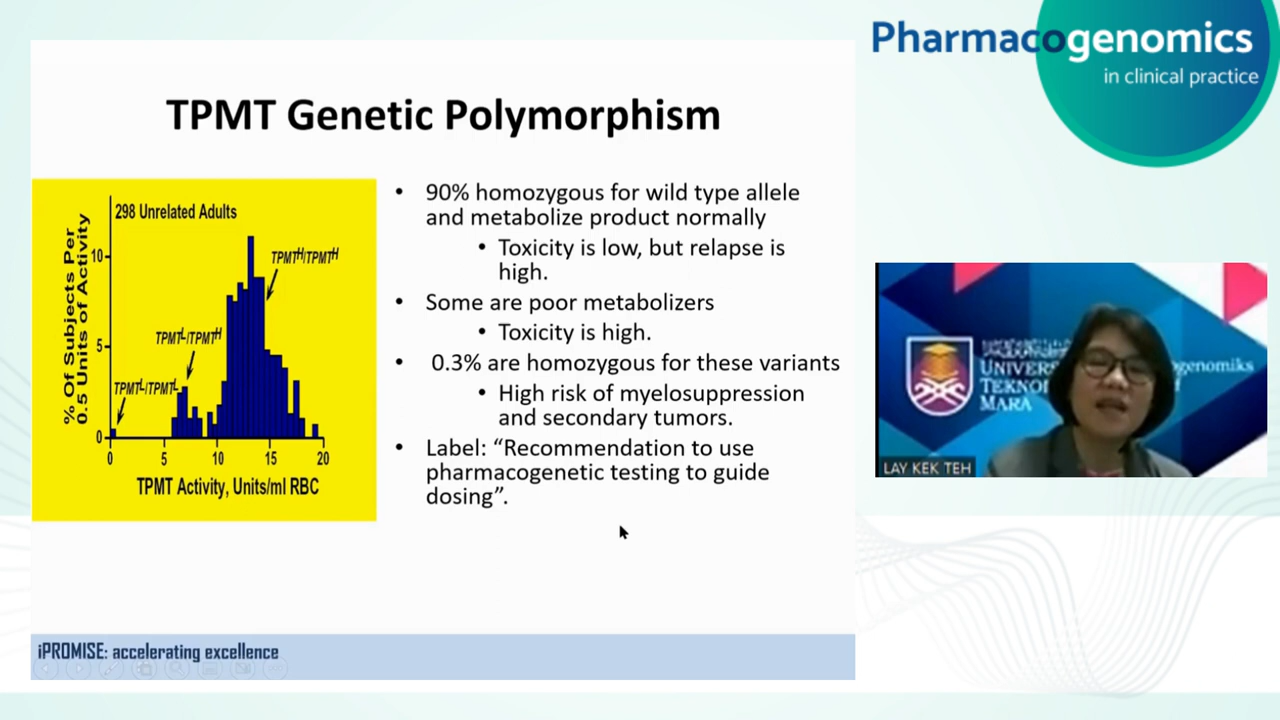 Pharmacogenomics
in clinical practice
TPMT Genetic Polymorphism
298 Unrelated Adults
% Of Subjects Per
0.5 Units of Activity
10
5
0
TPMTᴴ/TPMTᴴ
TPMTᴸ/TPMTᴴ
TPMTᴸ/TPMTᴸ
0 5 10 15 20
TPMT Activity, Units/ml RBC
• 90% homozygous for wild type allele
and metabolize product normally
• Toxicity is low, but relapse is
high.
• Some are poor metabolizers
• Toxicity is high.
• 0.3% are homozygous for these variants
• High risk of myelosuppression
and secondary tumors.
• Label: “Recommendation to use
pharmacogenetic testing to guide
dosing”.
UNIVERS
TEKNO
MARA
ogenomiks
LAY KEK TEH
iPROMISE: accelerating excellence